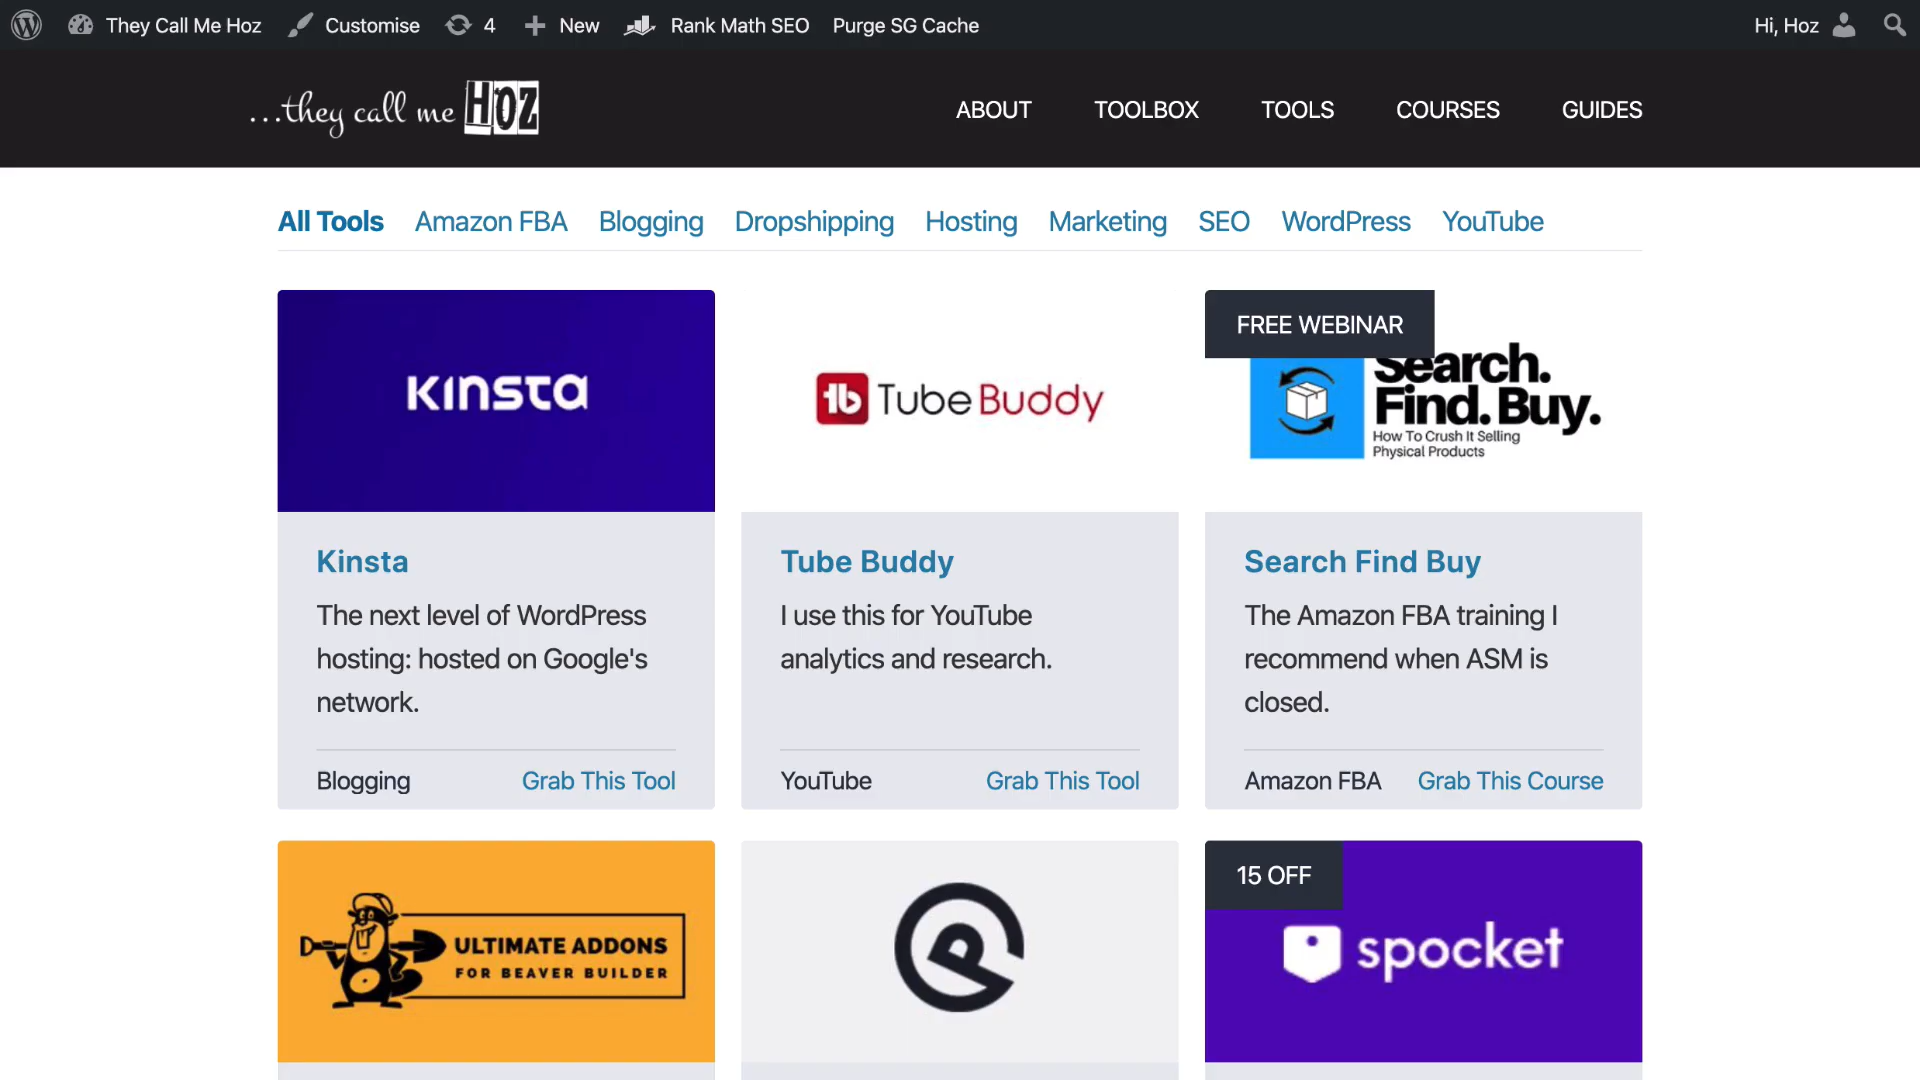 They Call Me Hoz Customise 4 New Rank Math SEO Purge SG Cache Hi, Hoz
...they call me HOZ
ABOUT TOOLBOX TOOLS COURSES GUIDES
All Tools Amazon FBA Blogging Dropshipping Hosting Marketing SEO WordPress YouTube
KINSTA
tb TubeBuddy
FREE WEBINAR
Search.
Find. Buy.
How To Crush It Selling
Physical Products
Kinsta
The next level of WordPress
hosting: hosted on Google's
network.
Blogging Grab This Tool
Tube Buddy
I use this for YouTube
analytics and research.
YouTube Grab This Tool
Search Find Buy
The Amazon FBA training I
recommend when ASM is
closed.
Amazon FBA Grab This Course
ULTIMATE ADDONS
FOR BEAVER BUILDER
P
15 OFF
spocket